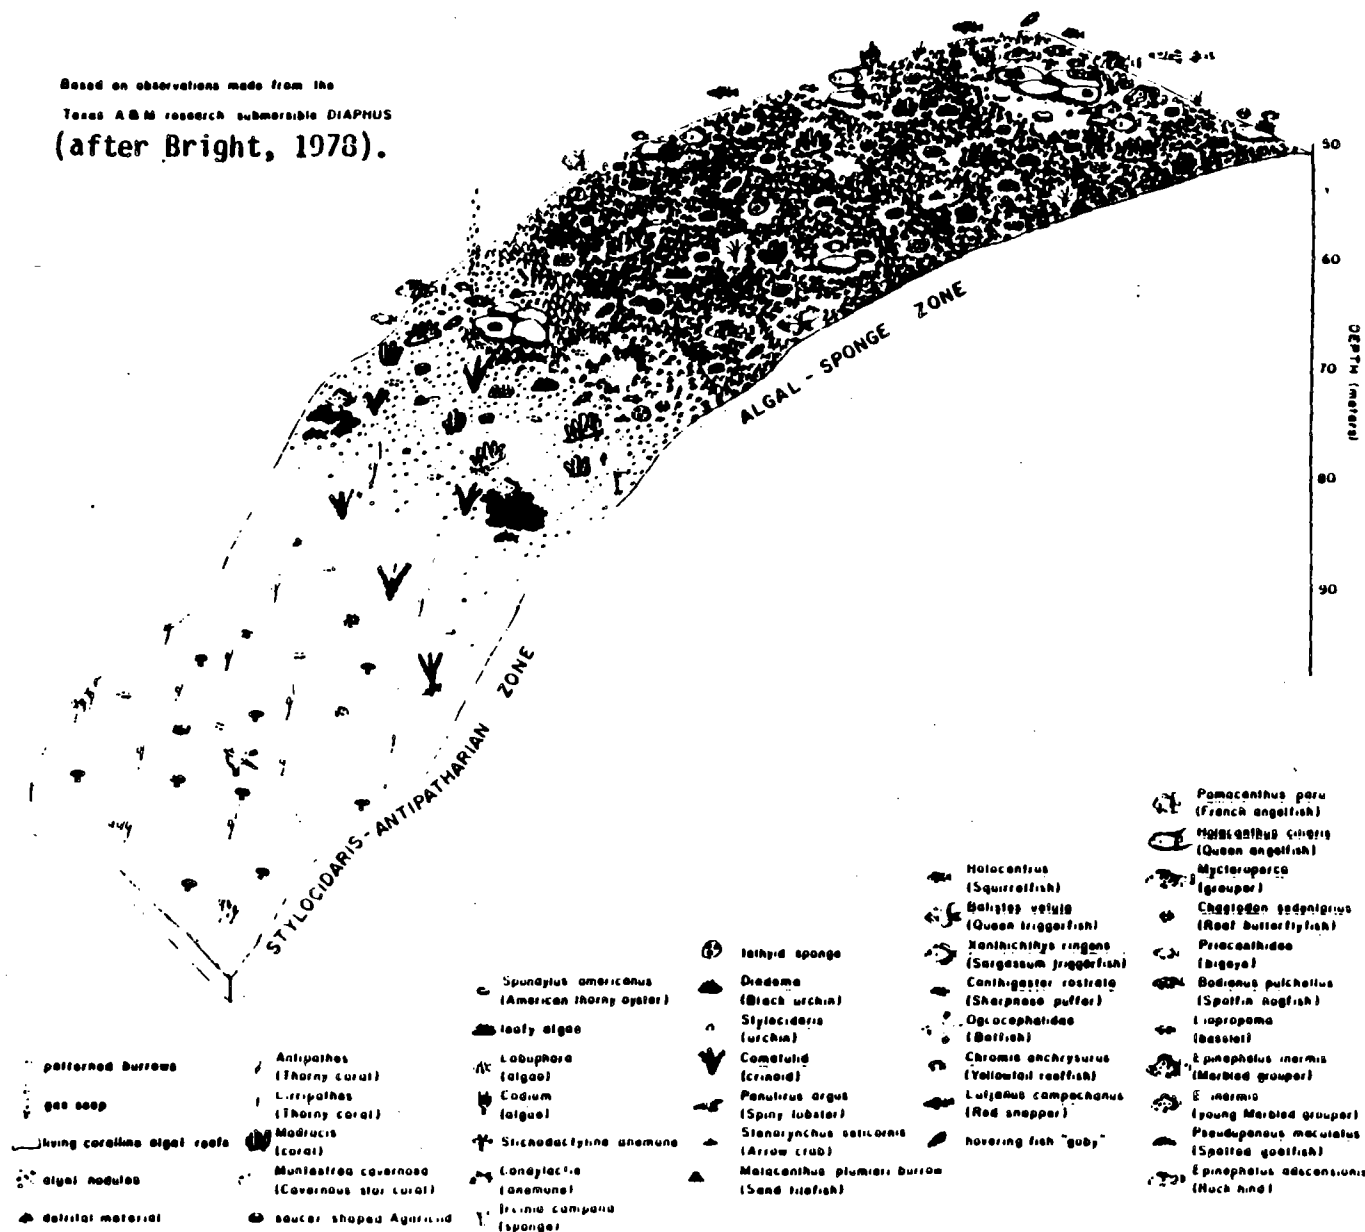 Based on observations made from the
Texas A&M research submersible DIAPHUS
(after Bright, 1978).
50
60
70
80
90
DEPTH (meters)
ALGAL - SPONGE ZONE
STYLOCIDARIS - ANTIPATHARIAN ZONE
patterned burrows
gas seep
living coralline algal reefs
algal nodules
detrital material
Antipathes
(Thorny coral)
Cirripathes
(Thorny coral)
Madracis
(coral)
Montastrea cavernosa
(Cavernous star coral)
saucer shaped Agariciid
Spondylus americanus
(American thorny oyster)
leafy algae
Lobophora
(algae)
Codium
(algae)
Stichodactyline anemone
Condylactis
(anemone)
Ircinia campana
(sponge)
tethyid sponge
Diadema
(Black urchin)
Stylocidaris
(urchin)
Comatulid
(crinoid)
Panulirus argus
(Spiny lobster)
Stenorynchus seticornis
(Arrow crab)
Malacanthus plumieri burrow
(Sand tilefish)
Holocentrus
(Squirrelfish)
Balistes vetula
(Queen triggerfish)
Xanthichthys ringens
(Sargassum triggerfish)
Canthigaster rostrata
(Sharpnose puffer)
Ogcocephalidae
(Batfish)
Chromis enchrysurus
(Yellowtail reeffish)
Lutjanus campechanus
(Red snapper)
hovering fish "goby"
Pomacanthus paru
(French angelfish)
Holacanthus ciliaris
(Queen angelfish)
Mycteroperca
(grouper)
Chaetodon sedentarius
(Reef butterflyfish)
Priacanthidae
(bigeye)
Bodianus pulchellus
(Spotfin hogfish)
Liopropoma
(basslet)
Epinephelus inermis
(Marbled grouper)
E inermis
(young Marbled grouper)
Pseudupeneus maculatus
(Spotted goatfish)
Epinephelus adscensionis
(Rock hind)